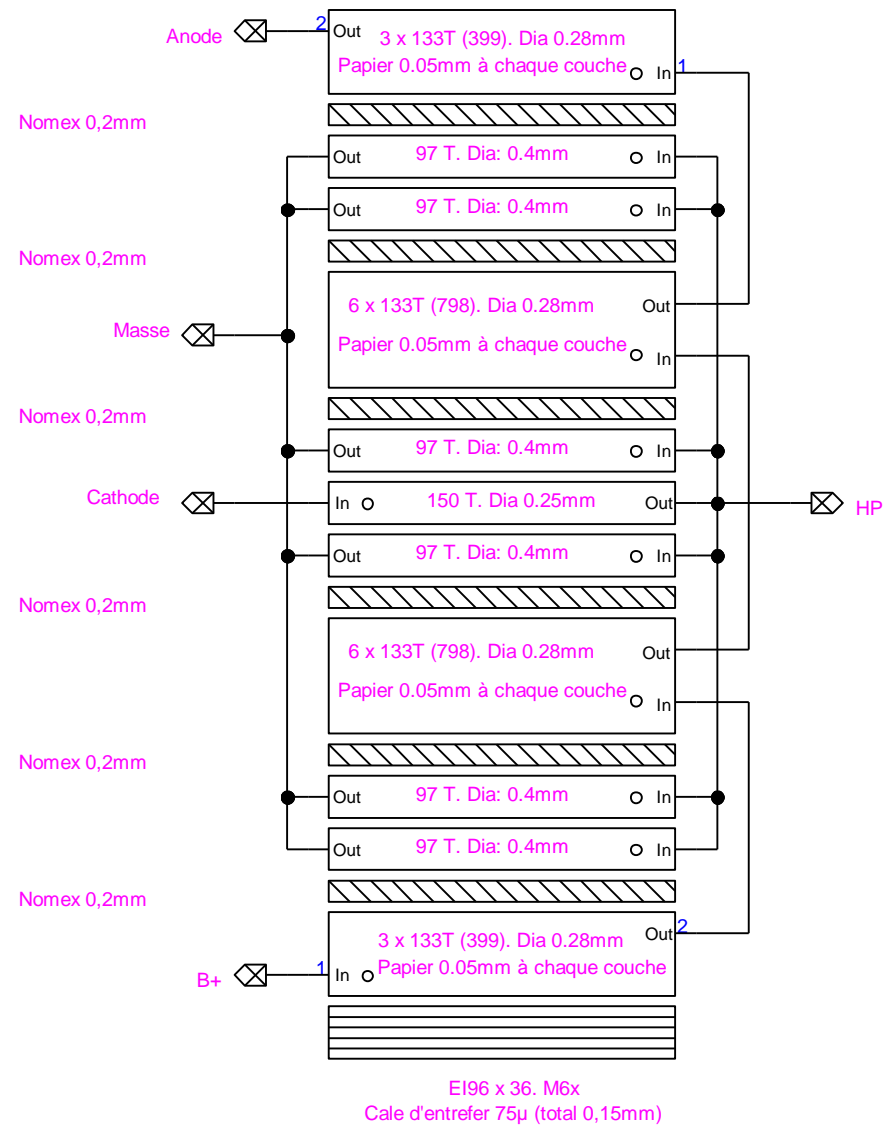 Anode
2
Out
3 x 133T (399). Dia 0.28mm
Papier 0.05mm à chaque couche
In
1
Nomex 0,2mm
Out
97 T. Dia: 0.4mm
In
Out
97 T. Dia: 0.4mm
In
Nomex 0,2mm
6 x 133T (798). Dia 0.28mm
Out
Masse
Papier 0.05mm à chaque couche
In
Nomex 0,2mm
Out
97 T. Dia: 0.4mm
In
Cathode
In
150 T. Dia 0.25mm
Out
HP
Out
97 T. Dia: 0.4mm
In
Nomex 0,2mm
6 x 133T (798). Dia 0.28mm
Out
Papier 0.05mm à chaque couche
In
Nomex 0,2mm
Out
97 T. Dia: 0.4mm
In
Out
97 T. Dia: 0.4mm
In
Nomex 0,2mm
3 x 133T (399). Dia 0.28mm
Out
2
B+
1
In
Papier 0.05mm à chaque couche
EI96 x 36. M6x
Cale d'entrefer 75µ (total 0,15mm)